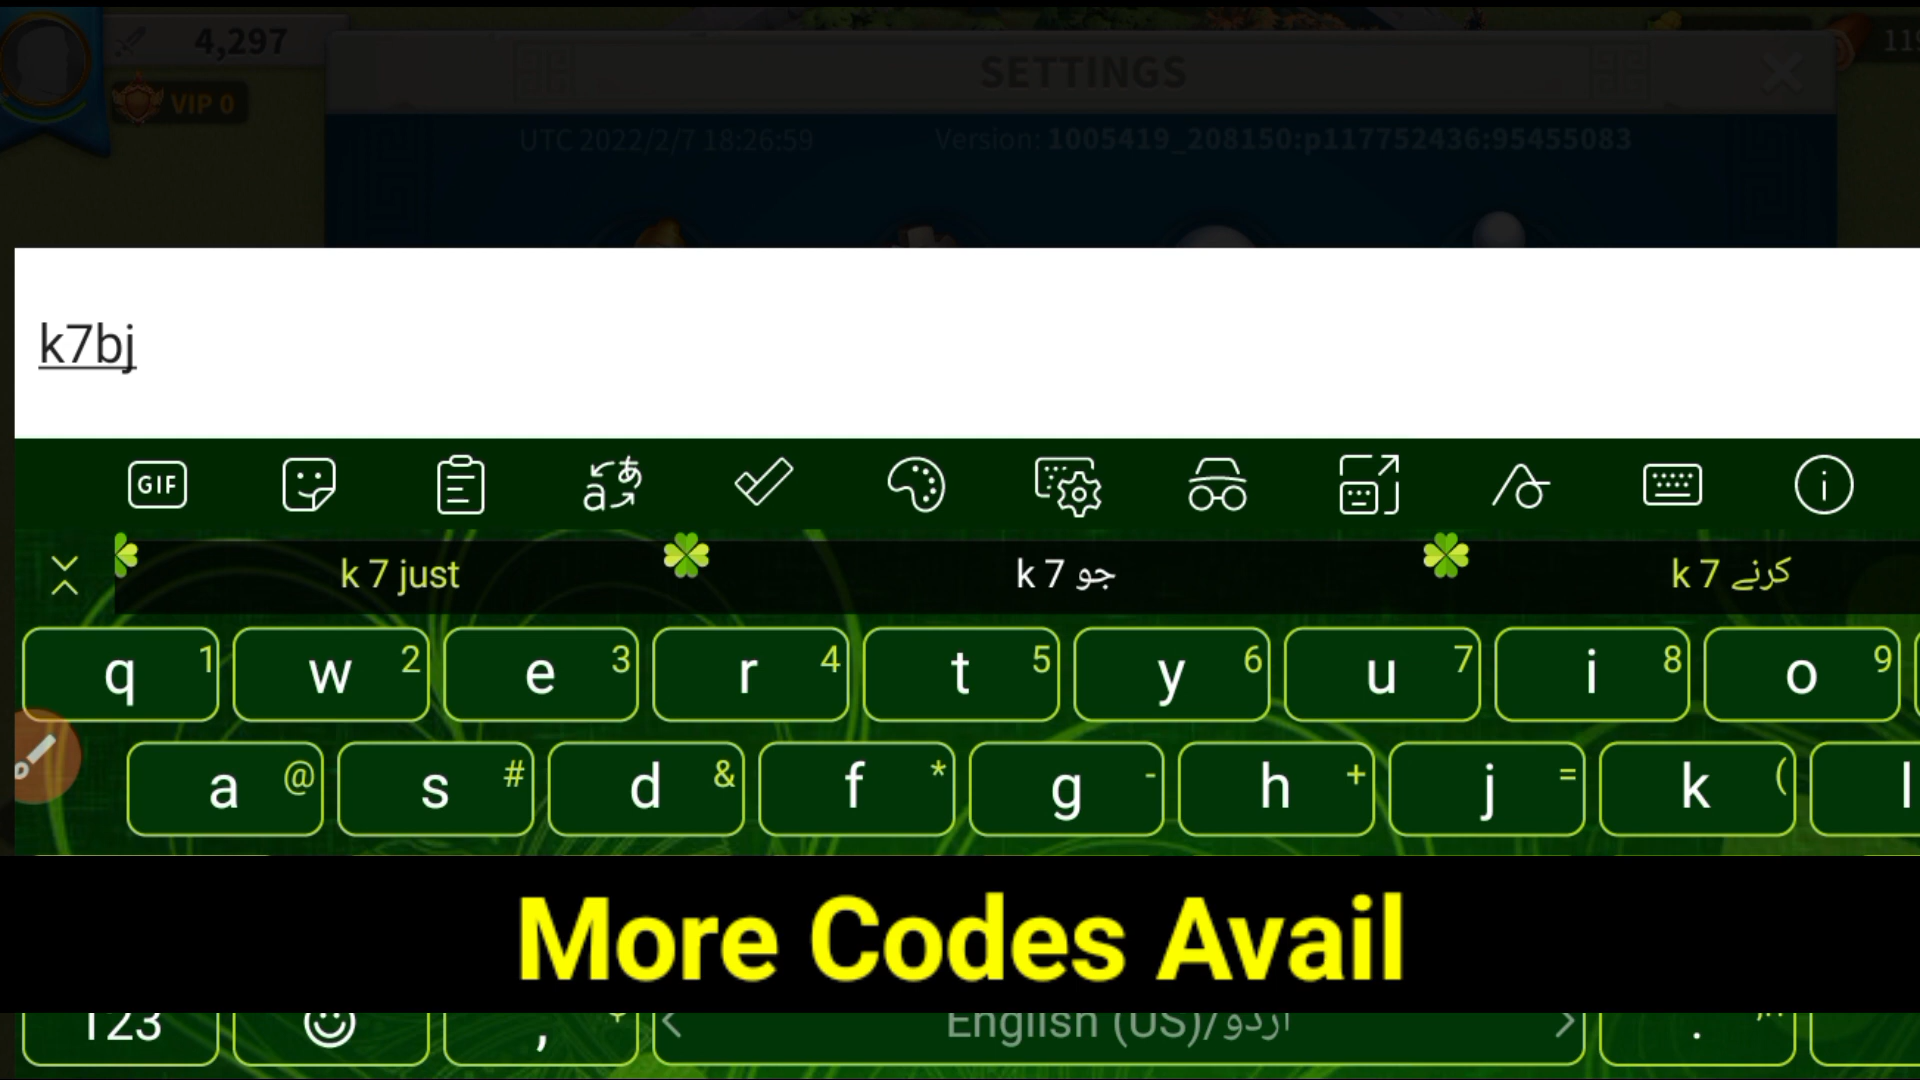 4,297
SETTINGS
VIP 0
UTC 2022/2/7 18:26:59
Version: 1005419_208150:p117752436:95455083
k7bj
GIF
k 7 just
k 7 جو
k 7 کرنے
q 1 w 2 e 3 r 4 t 5 y 6 u 7 i 8 o 9
a @ s # d & f * g - h + j = k ( l
More Codes Avail
123 , English (US)/اردو .